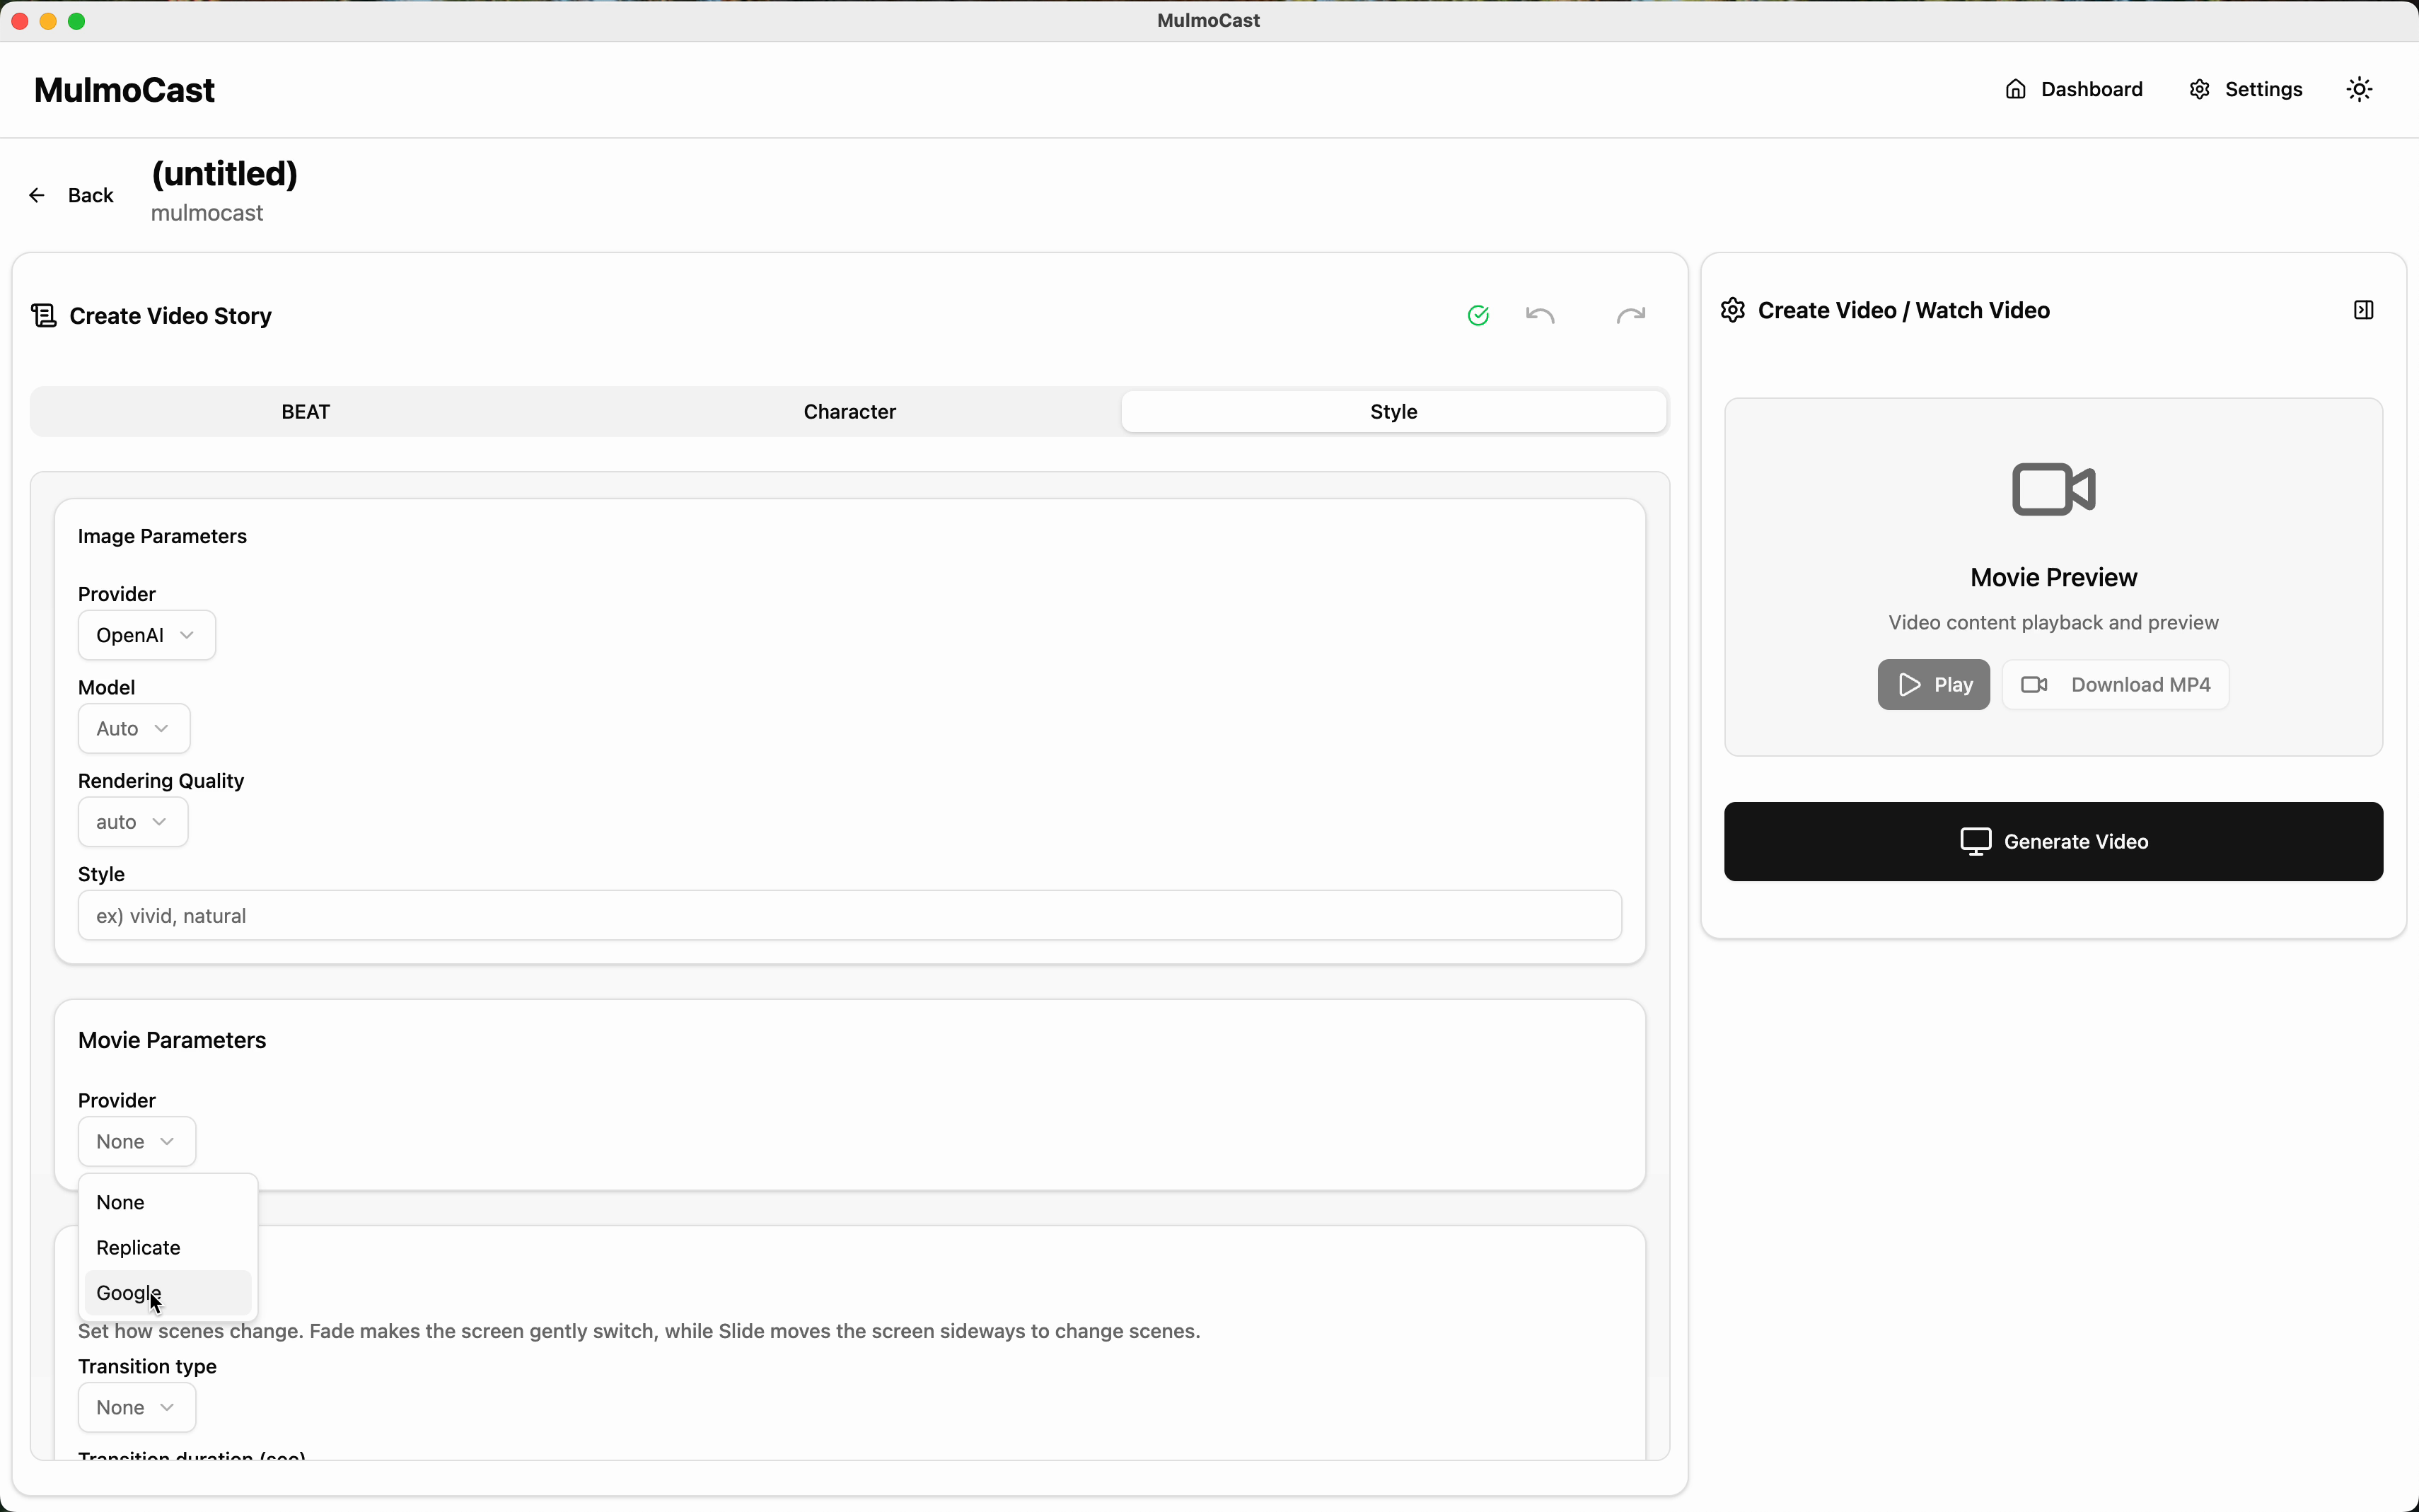 MulmoCast
MulmoCast
Dashboard
Settings
Back
(untitled)
mulmocast
Create Video Story
BEAT
Character
Style
Image Parameters
Provider
OpenAI
Model
Auto
Rendering Quality
auto
Style
ex) vivid, natural
Movie Parameters
Provider
None
None
Replicate
Google
Set how scenes change. Fade makes the screen gently switch, while Slide moves the screen sideways to change scenes.
Transition type
None
Transition duration (sec)
Create Video / Watch Video
Movie Preview
Video content playback and preview
Play
Download MP4
Generate Video